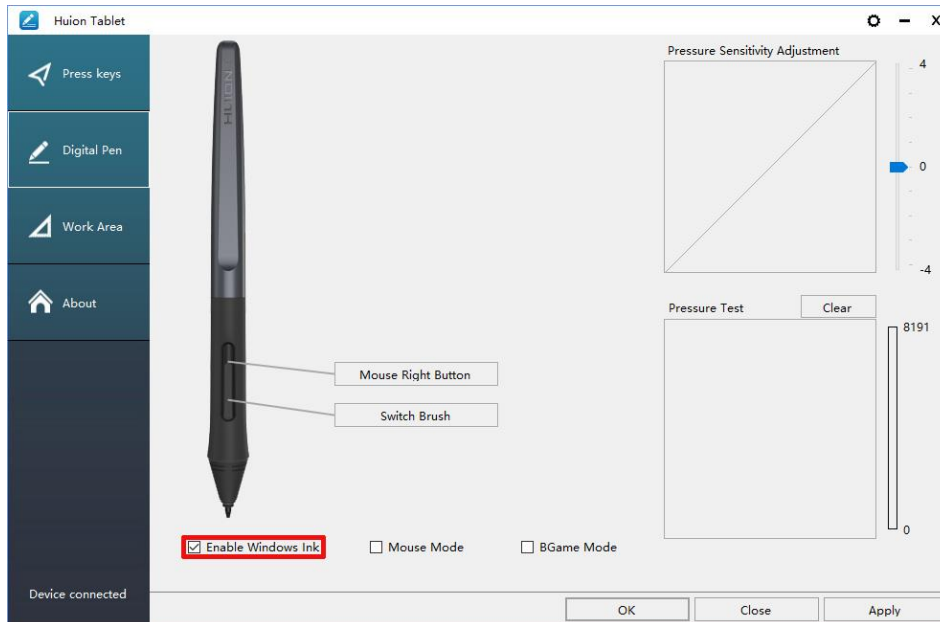 Huion Tablet
Press keys
Digital Pen
Work Area
About
Device connected
HUION
Mouse Right Button
Switch Brush
Enable Windows Ink
Mouse Mode
BGame Mode
Pressure Sensitivity Adjustment
4
0
-4
Pressure Test
Clear
8191
0
OK
Close
Apply